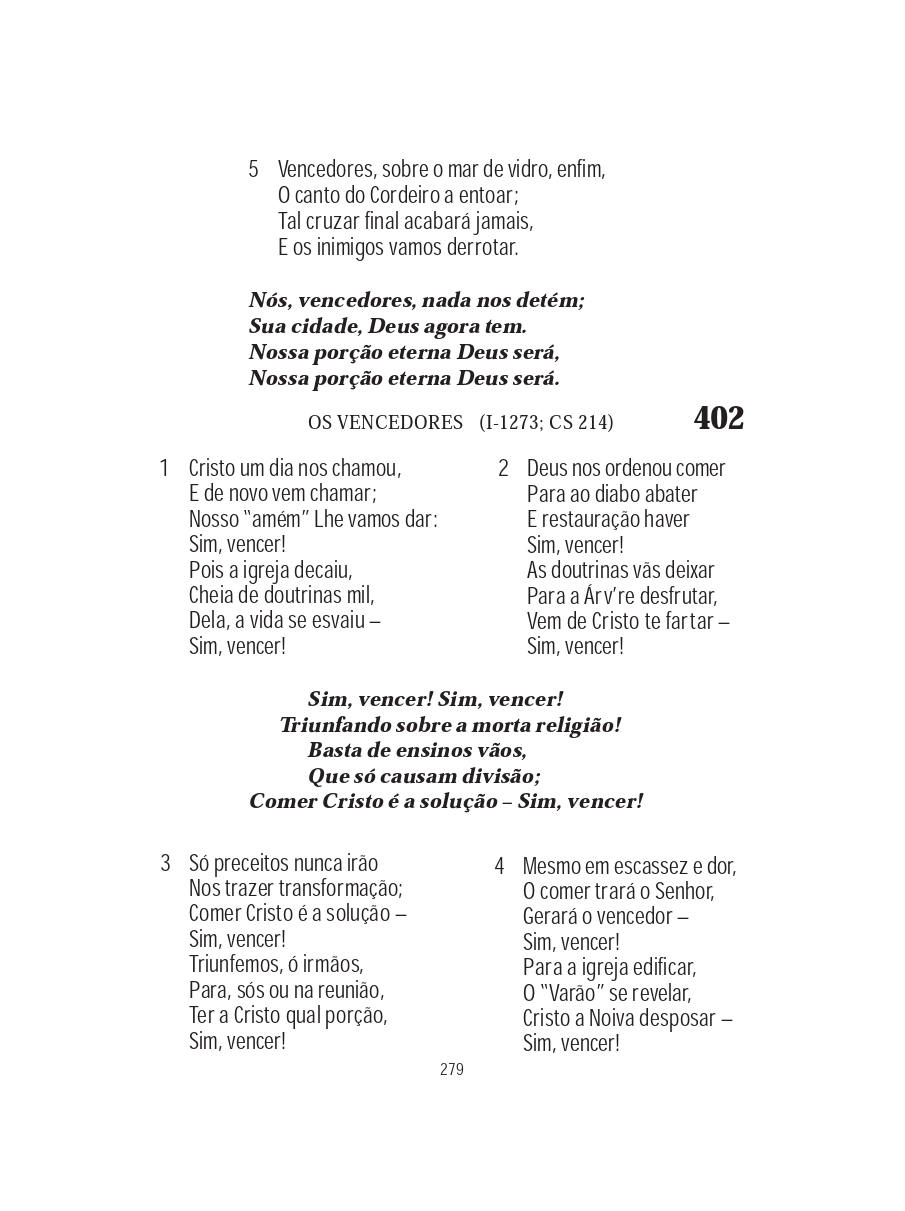 5 Vencedores, sobre o mar de vidro, enfim,
O canto do Cordeiro a entoar;
Tal cruzar final acabará jamais,
E os inimigos vamos derrotar.
Nós, vencedores, nada nos detém;
Sua cidade, Deus agora tem.
Nossa porção eterna Deus será,
Nossa porção eterna Deus será.
OS VENCEDORES (I-1273; CS 214) 402
1 Cristo um dia nos chamou,
E de novo vem chamar;
Nosso “amém” Lhe vamos dar:
Sim, vencer!
Pois a igreja decaiu,
Cheia de doutrinas mil,
Dela, a vida se esvaiu –
Sim, vencer!
2 Deus nos ordenou comer
Para ao diabo abater
E restauração haver
Sim, vencer!
As doutrinas vãs deixar
Para a Árv’re desfrutar,
Vem de Cristo te fartar –
Sim, vencer!
Sim, vencer! Sim, vencer!
Triunfando sobre a morta religião!
Basta de ensinos vãos,
Que só causam divisão;
Comer Cristo é a solução – Sim, vencer!
3 Só preceitos nunca irão
Nos trazer transformação;
Comer Cristo é a solução –
Sim, vencer!
Triunfemos, ó irmãos,
Para, sós ou na reunião,
Ter a Cristo qual porção,
Sim, vencer!
4 Mesmo em escassez e dor,
O comer trará o Senhor,
Gerará o vencedor –
Sim, vencer!
Para a igreja edificar,
O “Varão” se revelar,
Cristo a Noiva desposar –
Sim, vencer!
279